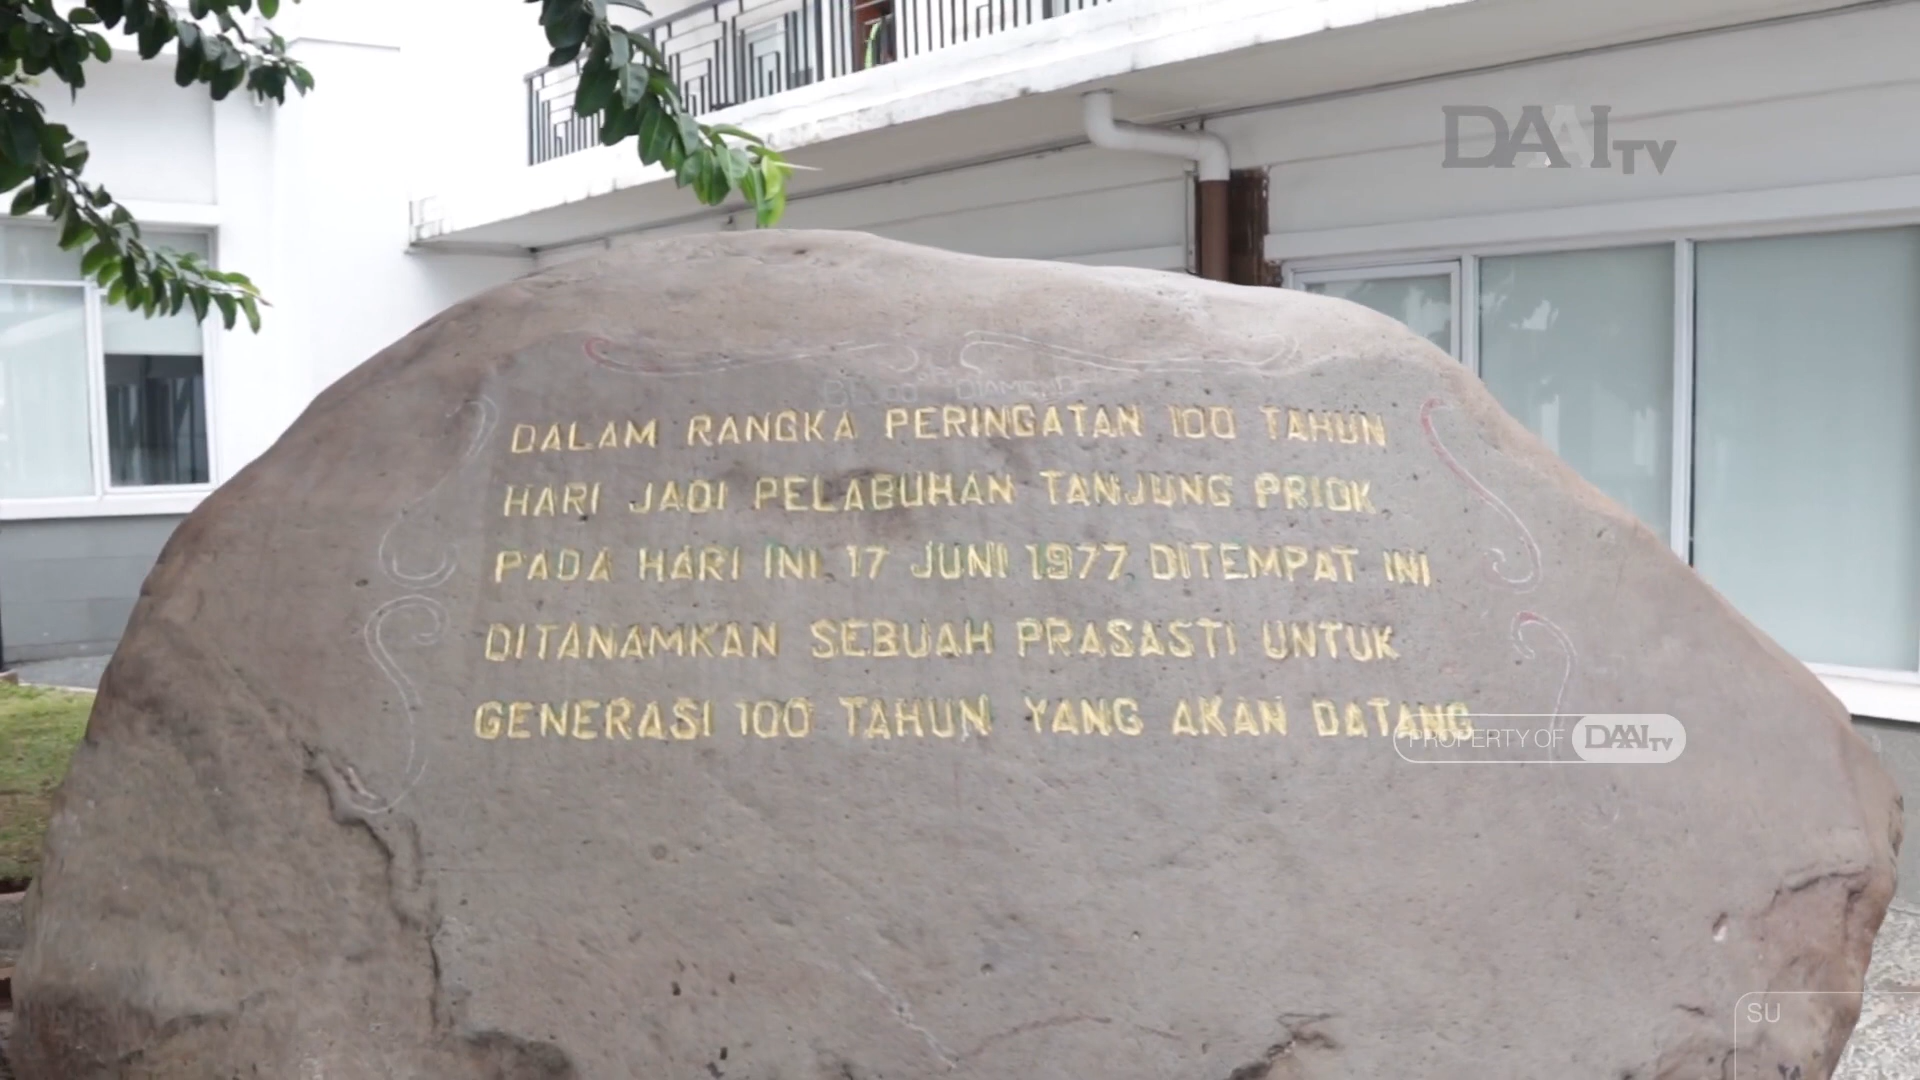 DAAI TV
DALAM RANGKA PERINGATAN 100 TAHUN
HARI JADI PELABUHAN TANJUNG PRIOK
PADA HARI INI 17 JUNI 1977 DITEMPAT INI
DITANAMKAN SEBUAH PRASASTI UNTUK
GENERASI 100 TAHUN YANG AKAN DATANG
PROPERTY OF DAAI TV
SU